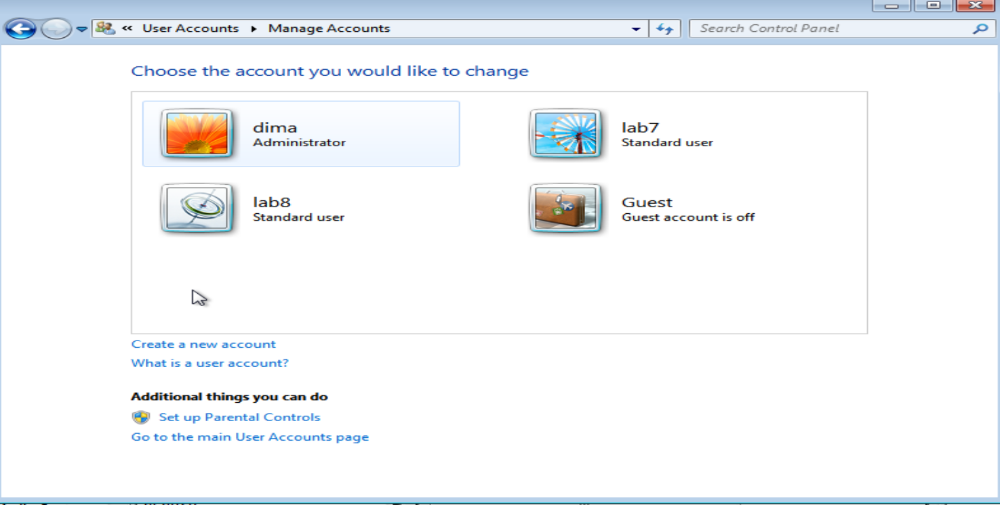 « User Accounts ▸ Manage Accounts
Search Control Panel
Choose the account you would like to change
dima
Administrator
lab7
Standard user
lab8
Standard user
Guest
Guest account is off
Create a new account
What is a user account?
Additional things you can do
Set up Parental Controls
Go to the main User Accounts page